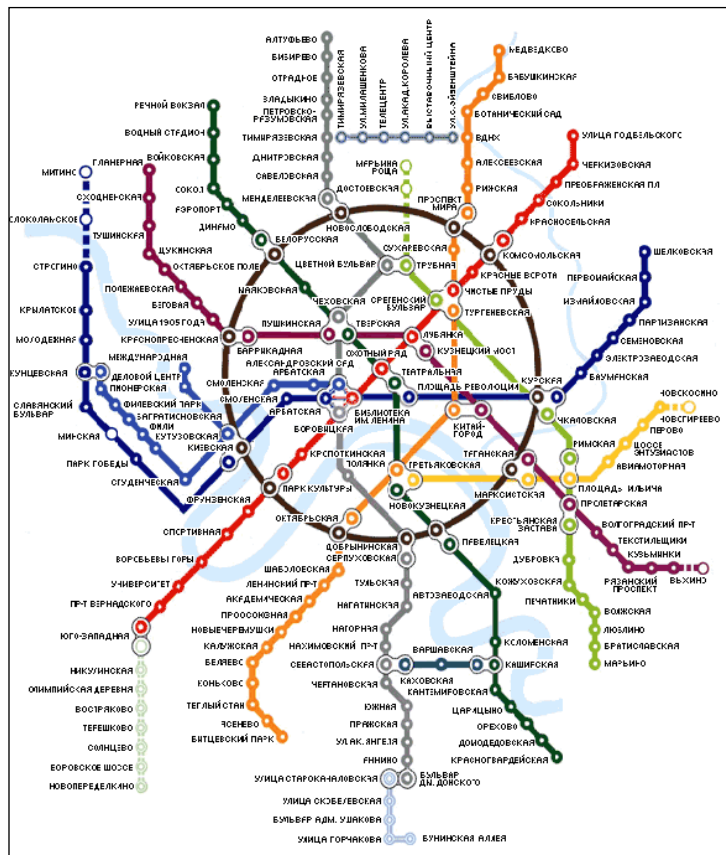 АЛТУФЬЕВО
БИБИРЕВО
ОТРАДНОЕ
ВЛАДЫКИНО
ПЕТРОВСКО-
РАЗУМОВСКАЯ
ТИМИРЯЗЕВСКАЯ
ДМИТРОВСКАЯ
САВЕЛОВСКАЯ
МЕНДЕЛЕЕВСКАЯ
ТИМИРЯЗЕВСКАЯ
УЛ.МИЛАШЕНКОВА
ТЕЛЕЦЕНТР
УЛ.АКАД.КОРОЛЕВА
ВЫСТАВОЧНЫЙ ЦЕНТР
УЛ.С.ЭЙЗЕНШТЕЙНА
МЕДВЕДКОВО
БАБУШКИНСКАЯ
СВИБЛОВО
БОТАНИЧЕСКИЙ САД
ВДНХ
АЛЕКСЕЕВСКАЯ
РИЖСКАЯ
ПРОСПЕКТ
МИРА
УЛИЦА ПОДБЕЛЬСКОГО
ЧЕРКИЗОВСКАЯ
ПРЕОБРАЖЕНСКАЯ ПЛ
СОКОЛЬНИКИ
КРАСНОСЕЛЬСКАЯ
КОМСОМОЛЬСКАЯ
КРАСНЫЕ ВОРОТА
ЧИСТЫЕ ПРУДЫ
ТУРГЕНЕВСКАЯ
РЕЧНОЙ ВОКЗАЛ
ВОДНЫЙ СТАДИОН
ВОЙКОВСКАЯ
СОКОЛ
АЭРОПОРТ
ДИНАМО
БЕЛОРУССКАЯ
МАЯКОВСКАЯ
МАРЬИНА
РОЩА
ДОСТОЕВСКАЯ
НОВОСЛОБОДСКАЯ
ЦВЕТНОЙ БУЛЬВАР
СУХАРЕВСКАЯ
ТРУБНАЯ
СРЕТЕНСКИЙ
БУЛЬВАР
МИТИНО
ВОЛОКОЛАМСКОЕ
СТРОГИНО
КРЫЛАТСКОЕ
МОЛОДЕЖНАЯ
КУНЦЕВСКАЯ
СЛАВЯНСКИЙ
БУЛЬВАР
МИНСКАЯ
ПАРК ПОБЕДЫ
ПЛАНЕРНАЯ
СХОДНЕНСКАЯ
ТУШИНСКАЯ
ЩУКИНСКАЯ
ОКТЯБРЬСКОЕ ПОЛЕ
ПОЛЕЖАЕВСКАЯ
БЕГОВАЯ
УЛИЦА 1905 ГОДА
КРАСНОПРЕСНЕНСКАЯ
БАРРИКАДНАЯ
ПУШКИНСКАЯ
ЧЕХОВСКАЯ
ТВЕРСКАЯ
ЛУБЯНКА
КУЗНЕЦКИЙ МОСТ
ОХОТНЫЙ РЯД
ТЕАТРАЛЬНАЯ
ПЛОЩАДЬ РЕВОЛЮЦИИ
МЕЖДУНАРОДНАЯ
ДЕЛОВОЙ ЦЕНТР
ПИОНЕРСКАЯ
ФИЛЕВСКИЙ ПАРК
БАГРАТИОНОВСКАЯ
ФИЛИ
КУТУЗОВСКАЯ
СТУДЕНЧЕСКАЯ
КИЕВСКАЯ
СМОЛЕНСКАЯ
СМОЛЕНСКАЯ
АЛЕКСАНДРОВСКИЙ САД
АРБАТСКАЯ
АРБАТСКАЯ
БИБЛИОТЕКА
ИМ.ЛЕНИНА
БОРОВИЦКАЯ
КУРСКАЯ
ЩЕЛКОВСКАЯ
ПЕРВОМАЙСКАЯ
ИЗМАЙЛОВСКАЯ
ПАРТИЗАНСКАЯ
СЕМЕНОВСКАЯ
ЭЛЕКТРОЗАВОДСКАЯ
БАУМАНСКАЯ
ЧКАЛОВСКАЯ
РИМСКАЯ
НОВОКОСИНО
НОВОГИРЕЕВО
ПЕРОВО
ШОССЕ
ЭНТУЗИАСТОВ
АВИАМОТОРНАЯ
ПЛОЩАДЬ ИЛЬИЧА
КИТАЙ-
ГОРОД
ТАГАНСКАЯ
МАРКСИСТСКАЯ
ТРЕТЬЯКОВСКАЯ
НОВОКУЗНЕЦКАЯ
КРОПОТКИНСКАЯ
ПОЛЯНКА
ПАРК КУЛЬТУРЫ
ФРУНЗЕНСКАЯ
СПОРТИВНАЯ
ВОРОБЬЕВЫ ГОРЫ
УНИВЕРСИТЕТ
ПР-Т ВЕРНАДСКОГО
ЮГО-ЗАПАДНАЯ
НИКУЛИНСКАЯ
ОЛИМПИЙСКАЯ ДЕРЕВНЯ
ВОСТРЯКОВО
ТЕРЕШКОВО
СОЛНЦЕВО
БОРОВСКОЕ ШОССЕ
НОВОПЕРЕДЕЛКИНО
ОКТЯБРЬСКАЯ
ШАБОЛОВСКАЯ
ЛЕНИНСКИЙ ПР-Т
АКАДЕМИЧЕСКАЯ
ПРОФСОЮЗНАЯ
НОВЫЕ ЧЕРЕМУШКИ
КАЛУЖСКАЯ
БЕЛЯЕВО
КОНЬКОВО
ТЕПЛЫЙ СТАН
ЯСЕНЕВО
БИТЦЕВСКИЙ ПАРК
ДОБРЫНИНСКАЯ
СЕРПУХОВСКАЯ
ТУЛЬСКАЯ
НАГАТИНСКАЯ
НАГОРНАЯ
НАХИМОВСКИЙ ПР-Т
СЕВАСТОПОЛЬСКАЯ
ЧЕРТАНОВСКАЯ
ЮЖНАЯ
ПРАЖСКАЯ
УЛ.АК. ЯНГЕЛЯ
АННИНО
БУЛЬВАР
ДМ. ДОНСКОГО
УЛИЦА СТАРОКАЧАЛОВСКАЯ
УЛИЦА СКОБЕЛЕВСКАЯ
БУЛЬВАР АДМ. УШАКОВА
УЛИЦА ГОРЧАКОВА
БУНИНСКАЯ АЛЛЕЯ
ПАВЕЛЕЦКАЯ
АВТОЗАВОДСКАЯ
КОЛОМЕНСКАЯ
ВАРШАВСКАЯ
КАХОВСКАЯ
КАШИРСКАЯ
КАНТЕМИРОВСКАЯ
ЦАРИЦЫНО
ОРЕХОВО
ДОМОДЕДОВСКАЯ
КРАСНОГВАРДЕЙСКАЯ
ПРОЛЕТАРСКАЯ
КРЕСТЬЯНСКАЯ
ЗАСТАВА
ВОЛГОГРАДСКИЙ ПР-Т
ТЕКСТИЛЬЩИКИ
КУЗЬМИНКИ
РЯЗАНСКИЙ
ПРОСПЕКТ
ВЫХИНО
ДУБРОВКА
КОЖУХОВСКАЯ
ПЕЧАТНИКИ
ВОЛЖСКАЯ
ЛЮБЛИНО
БРАТИСЛАВСКАЯ
МАРЬИНО